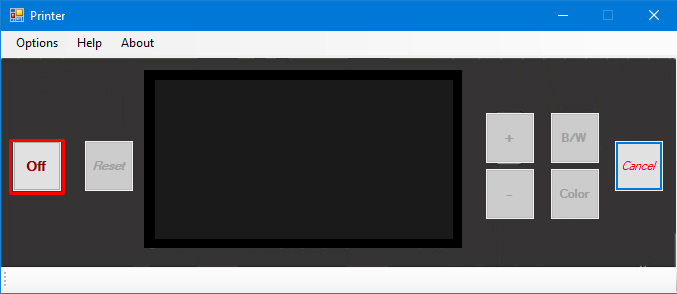 Printer
Options Help About
Off
Reset
+
-
B/W
Color
Cancel